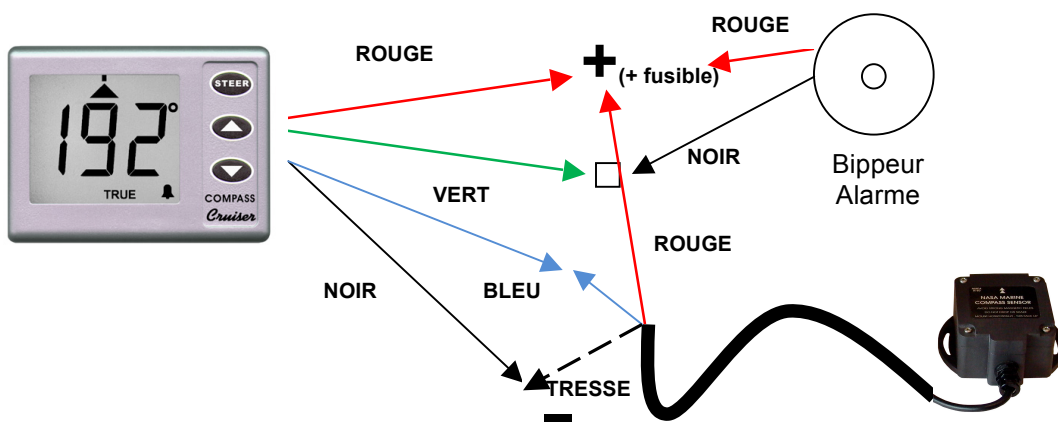 ROUGE
ROUGE
+
(+ fusible)
STEER
192°
TRUE
COMPASS
Cruiser
NOIR
Bippeur
Alarme
VERT
ROUGE
NOIR
BLEU
NASA MARINE
COMPASS SENSOR
TRESSE
-